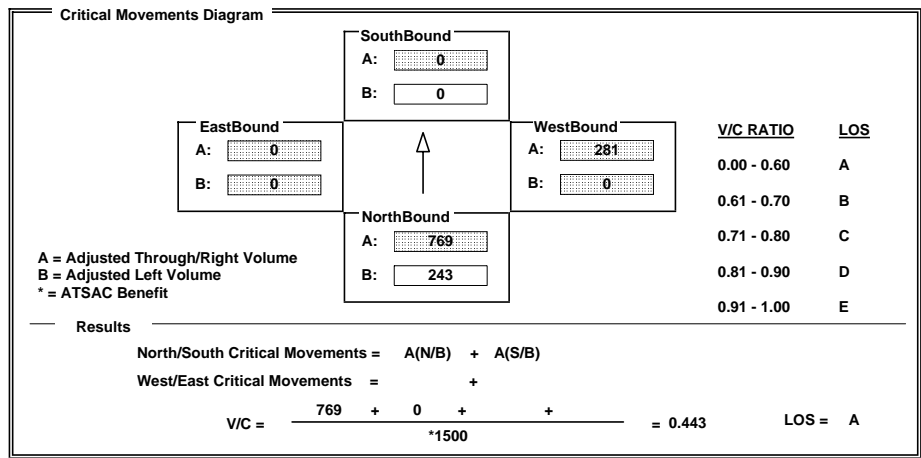 Critical Movements Diagram
SouthBound
A: 0
B: 0
EastBound
A: 0
B: 0
WestBound
A: 281
B: 0
NorthBound
A: 769
B: 243
V/C RATIO LOS
0.00 - 0.60 A
0.61 - 0.70 B
0.71 - 0.80 C
0.81 - 0.90 D
0.91 - 1.00 E
A = Adjusted Through/Right Volume
B = Adjusted Left Volume
* = ATSAC Benefit
Results
North/South Critical Movements = A(N/B) + A(S/B)
West/East Critical Movements = +
V/C = 769 + 0 + + = 0.443 LOS = A
*1500